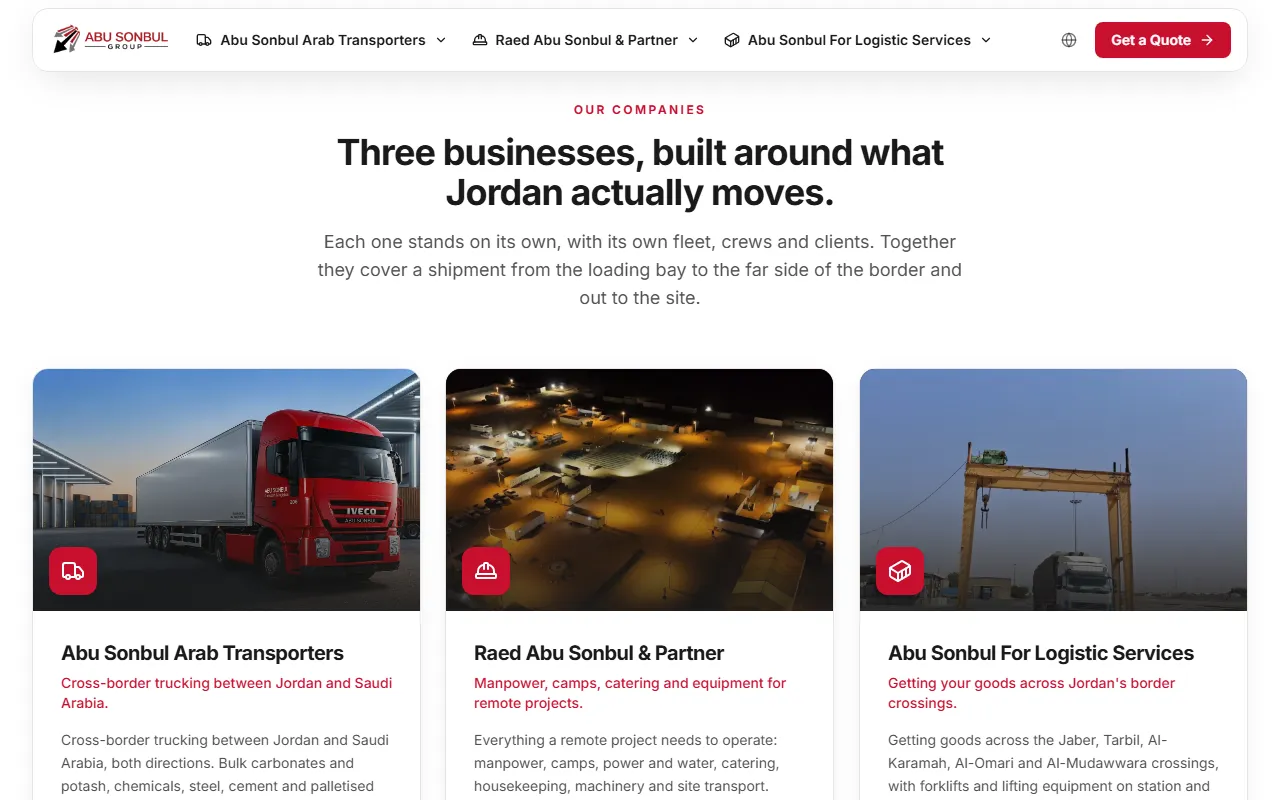 ABU SONBUL
GROUP
Abu Sonbul Arab Transporters
Raed Abu Sonbul & Partner
Abu Sonbul For Logistic Services
Get a Quote
OUR COMPANIES
Three businesses, built around what
Jordan actually moves.
Each one stands on its own, with its own fleet, crews and clients. Together
they cover a shipment from the loading bay to the far side of the border and
out to the site.
ABU SONBUL
IVECO
ABU SONBUL
Abu Sonbul Arab Transporters
Cross-border trucking between Jordan and Saudi
Arabia.
Cross-border trucking between Jordan and Saudi
Arabia, both directions. Bulk carbonates and
potash, chemicals, steel, cement and palletised
Raed Abu Sonbul & Partner
Manpower, camps, catering and equipment for
remote projects.
Everything a remote project needs to operate:
manpower, camps, power and water, catering,
housekeeping, machinery and site transport.
Abu Sonbul For Logistic Services
Getting your goods across Jordan's border
crossings.
Getting goods across the Jaber, Tarbil, Al-
Karamah, Al-Omari and Al-Mudawwara crossings,
with forklifts and lifting equipment on station and